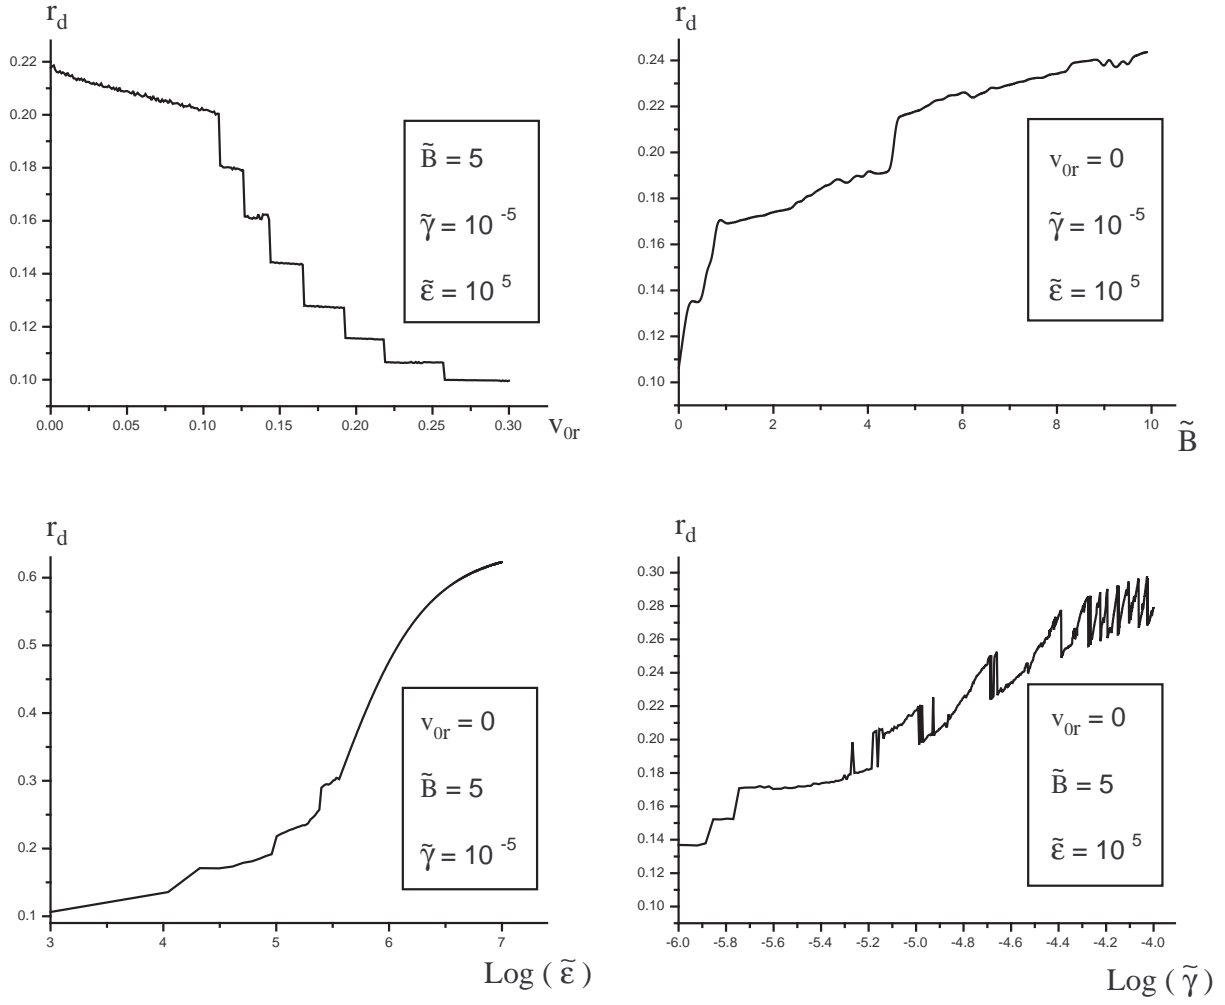 r_d
0.22
0.20
0.18
0.16
0.14
0.12
0.10
0.00 0.05 0.10 0.15 0.20 0.25 0.30
v_0r
B̃ = 5
γ̃ = 10^-5
ε̃ = 10^5
r_d
0.24
0.22
0.20
0.18
0.16
0.14
0.12
0.10
0 2 4 6 8 10
B̃
v_0r = 0
γ̃ = 10^-5
ε̃ = 10^5
r_d
0.6
0.5
0.4
0.3
0.2
0.1
3 4 5 6 7
Log ( ε̃ )
v_0r = 0
B̃ = 5
γ̃ = 10^-5
r_d
0.30
0.28
0.26
0.24
0.22
0.20
0.18
0.16
0.14
0.12
0.10
-6.0 -5.8 -5.6 -5.4 -5.2 -5.0 -4.8 -4.6 -4.4 -4.2 -4.0
Log ( γ̃ )
v_0r = 0
B̃ = 5
ε̃ = 10^5